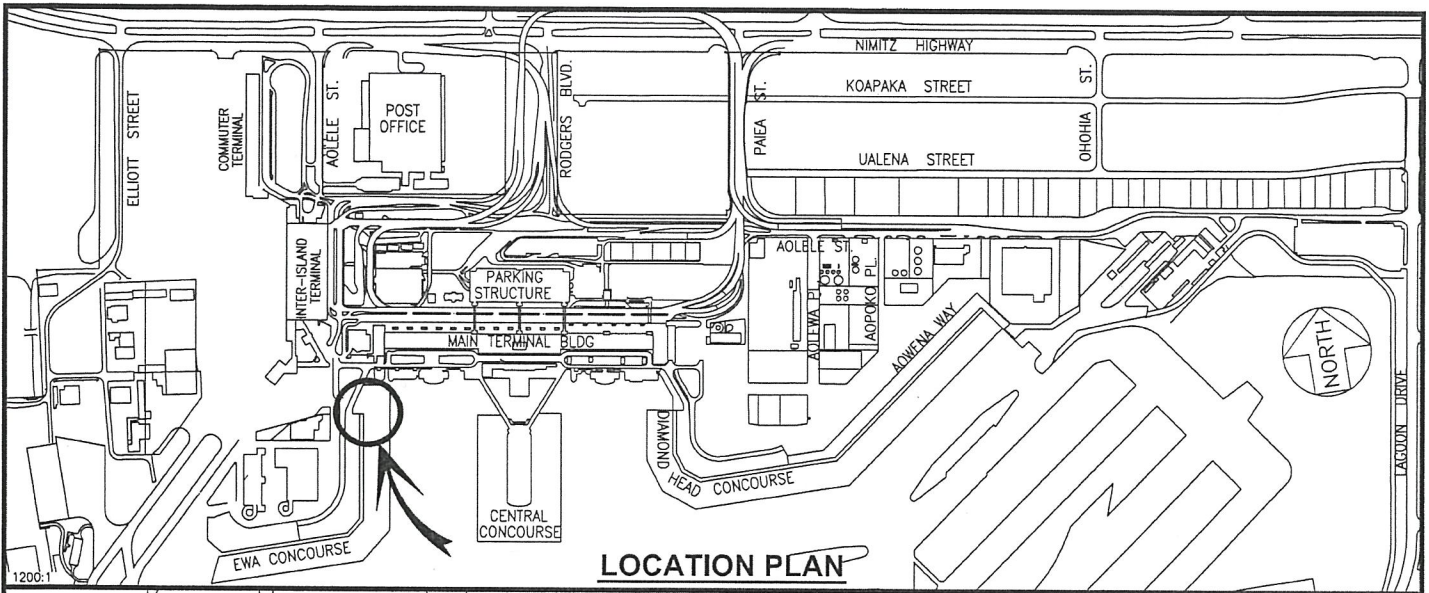 NIMITZ HIGHWAY
KOAPAKA STREET
UALENA STREET
ELLIOTT STREET
COMMUTER
TERMINAL
AOLELE ST.
POST
OFFICE
RODGERS BLVD.
PAIEA ST.
OHOHIA ST.
INTER-ISLAND
TERMINAL
PARKING
STRUCTURE
MAIN TERMINAL BLDG
AOLELE ST.
AOLEWA PL.
AOPOKO PL.
AOWENA WAY
NORTH
LAGOON DRIVE
DIAMOND
HEAD CONCOURSE
CENTRAL
CONCOURSE
EWA CONCOURSE
LOCATION PLAN
1200:1